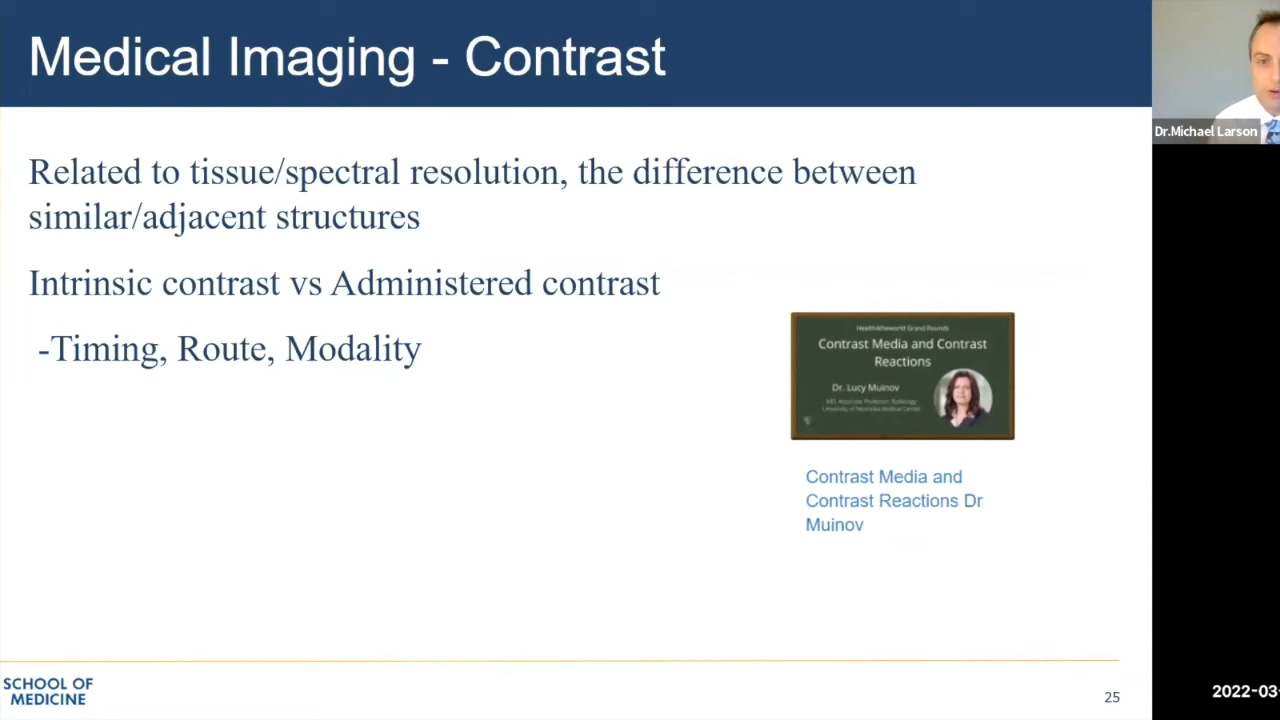 Medical Imaging - Contrast
Dr.Michael Larson
Related to tissue/spectral resolution, the difference between
similar/adjacent structures
Intrinsic contrast vs Administered contrast
-Timing, Route, Modality
Health4theworld Grand Rounds
Contrast Media and Contrast
Reactions
Dr. Lucy Muinov
MD, Associate Professor, Radiology
University of Nebraska Medical Center
Contrast Media and
Contrast Reactions Dr
Muinov
SCHOOL OF
MEDICINE
25
2022-03-